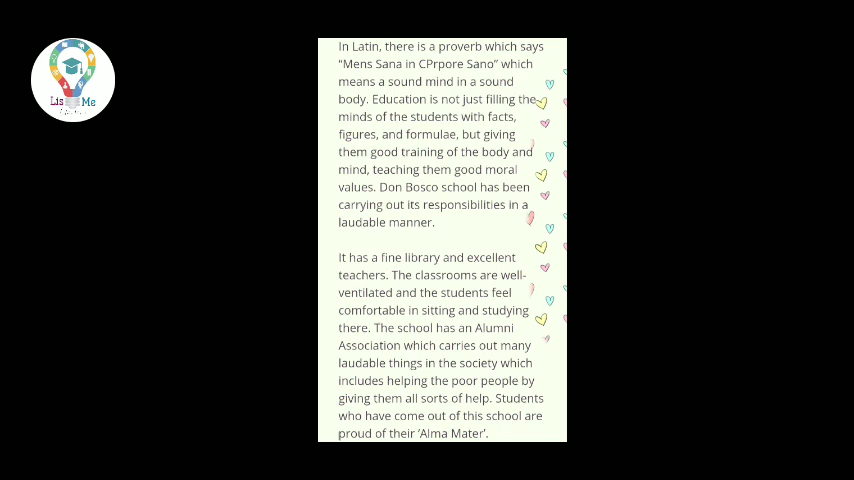 In Latin, there is a proverb which says
“Mens Sana in CPrpore Sano” which
means a sound mind in a sound
body. Education is not just filling the
minds of the students with facts,
figures, and formulae, but giving
them good training of the body and
mind, teaching them good moral
values. Don Bosco school has been
carrying out its responsibilities in a
laudable manner.
It has a fine library and excellent
teachers. The classrooms are well-
ventilated and the students feel
comfortable in sitting and studying
there. The school has an Alumni
Association which carries out many
laudable things in the society which
includes helping the poor people by
giving them all sorts of help. Students
who have come out of this school are
proud of their ‘Alma Mater’.
Lis Me